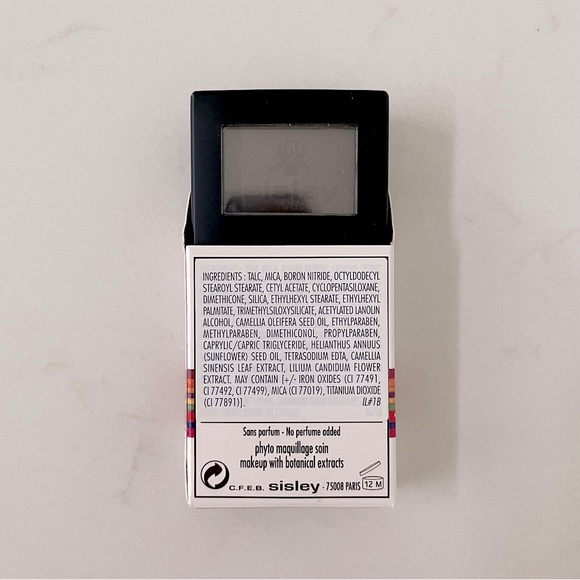 sisley
INGREDIENTS : TALC, MICA, BORON NITRIDE, OCTYLDODECYL
STEAROYL STEARATE, CETYL ACETATE, CYCLOPENTASILOXANE,
DIMETHICONE, SILICA, ETHYLHEXYL STEARATE, ETHYLHEXYL
PALMITATE, TRIMETHYLSILOXYSILICATE, ACETYLATED LANOLIN
ALCOHOL, CAMELLIA OLEIFERA SEED OIL, ETHYLPARABEN,
METHYLPARABEN, DIMETHICONOL, PROPYLPARABEN,
CAPRYLIC/CAPRIC TRIGLYCERIDE, HELIANTHUS ANNUUS
(SUNFLOWER) SEED OIL, TETRASODIUM EDTA, CAMELLIA
SINENSIS LEAF EXTRACT, LILIUM CANDIDUM FLOWER
EXTRACT. MAY CONTAIN [+/- IRON OXIDES (CI 77491,
CI 77492, CI 77499), MICA (CI 77019), TITANIUM DIOXIDE
(CI 77891)]. IL#1B
Sans parfum - No perfume added
phyto maquillage soin
makeup with botanical extracts
C.F.E.B. sisley - 75008 PARIS 12 M